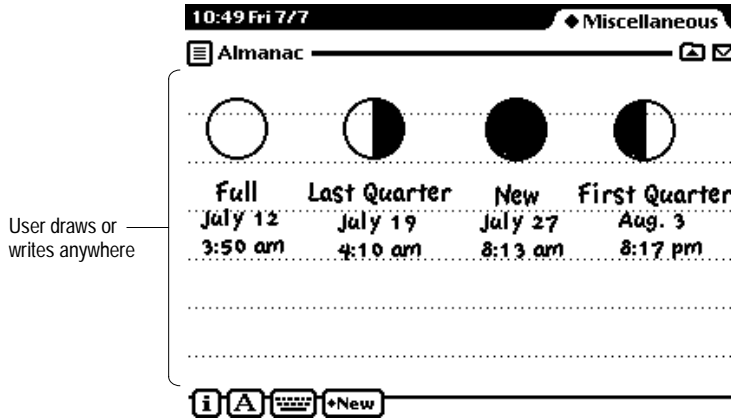 10:49 Fri 7/7 ◆ Miscellaneous
Almanac
Full Last Quarter New First Quarter
July 12 July 19 July 27 Aug. 3
3:50 am 4:10 am 8:13 am 8:17 pm
User draws or
writes anywhere
i A ◆New